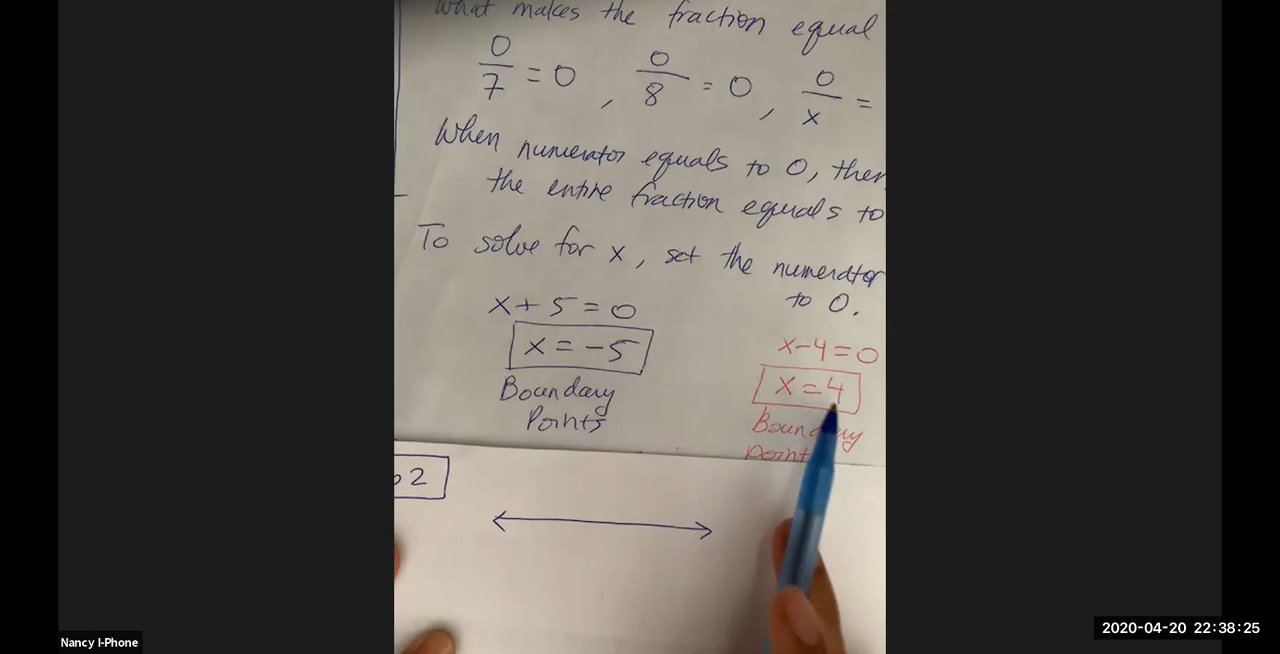 what makes the fraction equal
0/7 = 0 , 0/8 = 0 , 0/x =
When numerator equals to 0, then
the entire fraction equals to
To solve for x, set the numerator
to 0.
x + 5 = 0
x = -5
Boundary
Points
x-4=0
x = 4
Boundary
Point
2
Nancy I-Phone
2020-04-20 22:38:25